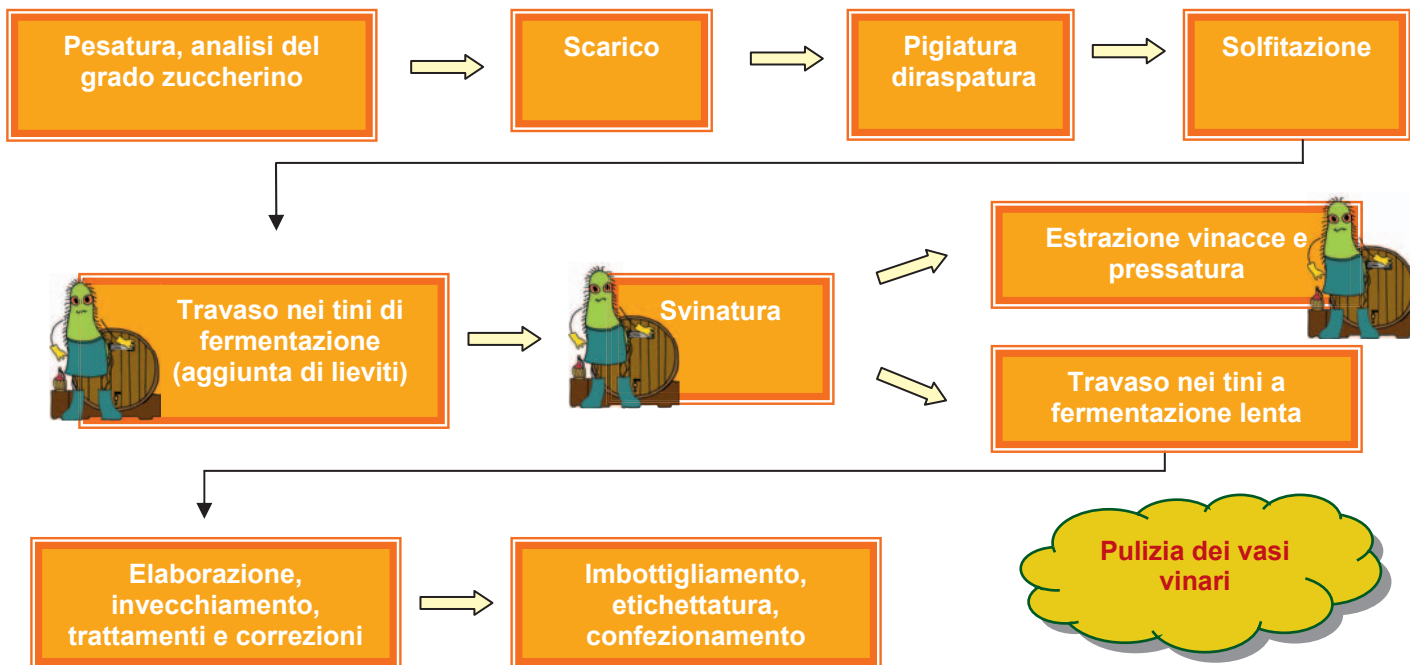 Pesatura, analisi del
grado zuccherino
Scarico
Pigiatura
diraspatura
Solfitazione
Travaso nei tini di
fermentazione
(aggiunta di lieviti)
Svinatura
Estrazione vinacce e
pressatura
Travaso nei tini a
fermentazione lenta
Elaborazione,
invecchiamento,
trattamenti e correzioni
Imbottigliamento,
etichettatura,
confezionamento
Pulizia dei vasi
vinari